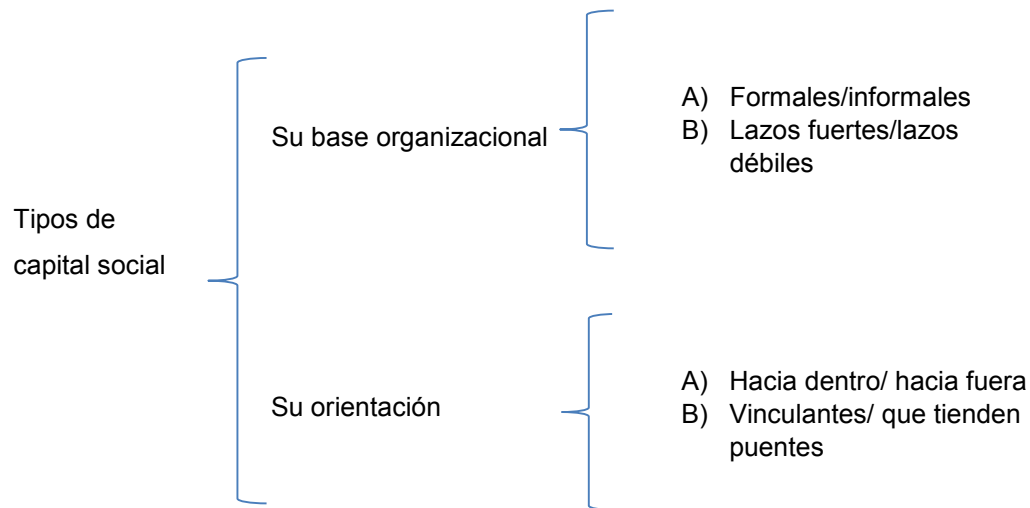 Tipos de
capital social
Su base organizacional
A) Formales/informales
B) Lazos fuertes/lazos
débiles
Su orientación
A) Hacia dentro/ hacia fuera
B) Vinculantes/ que tienden
puentes